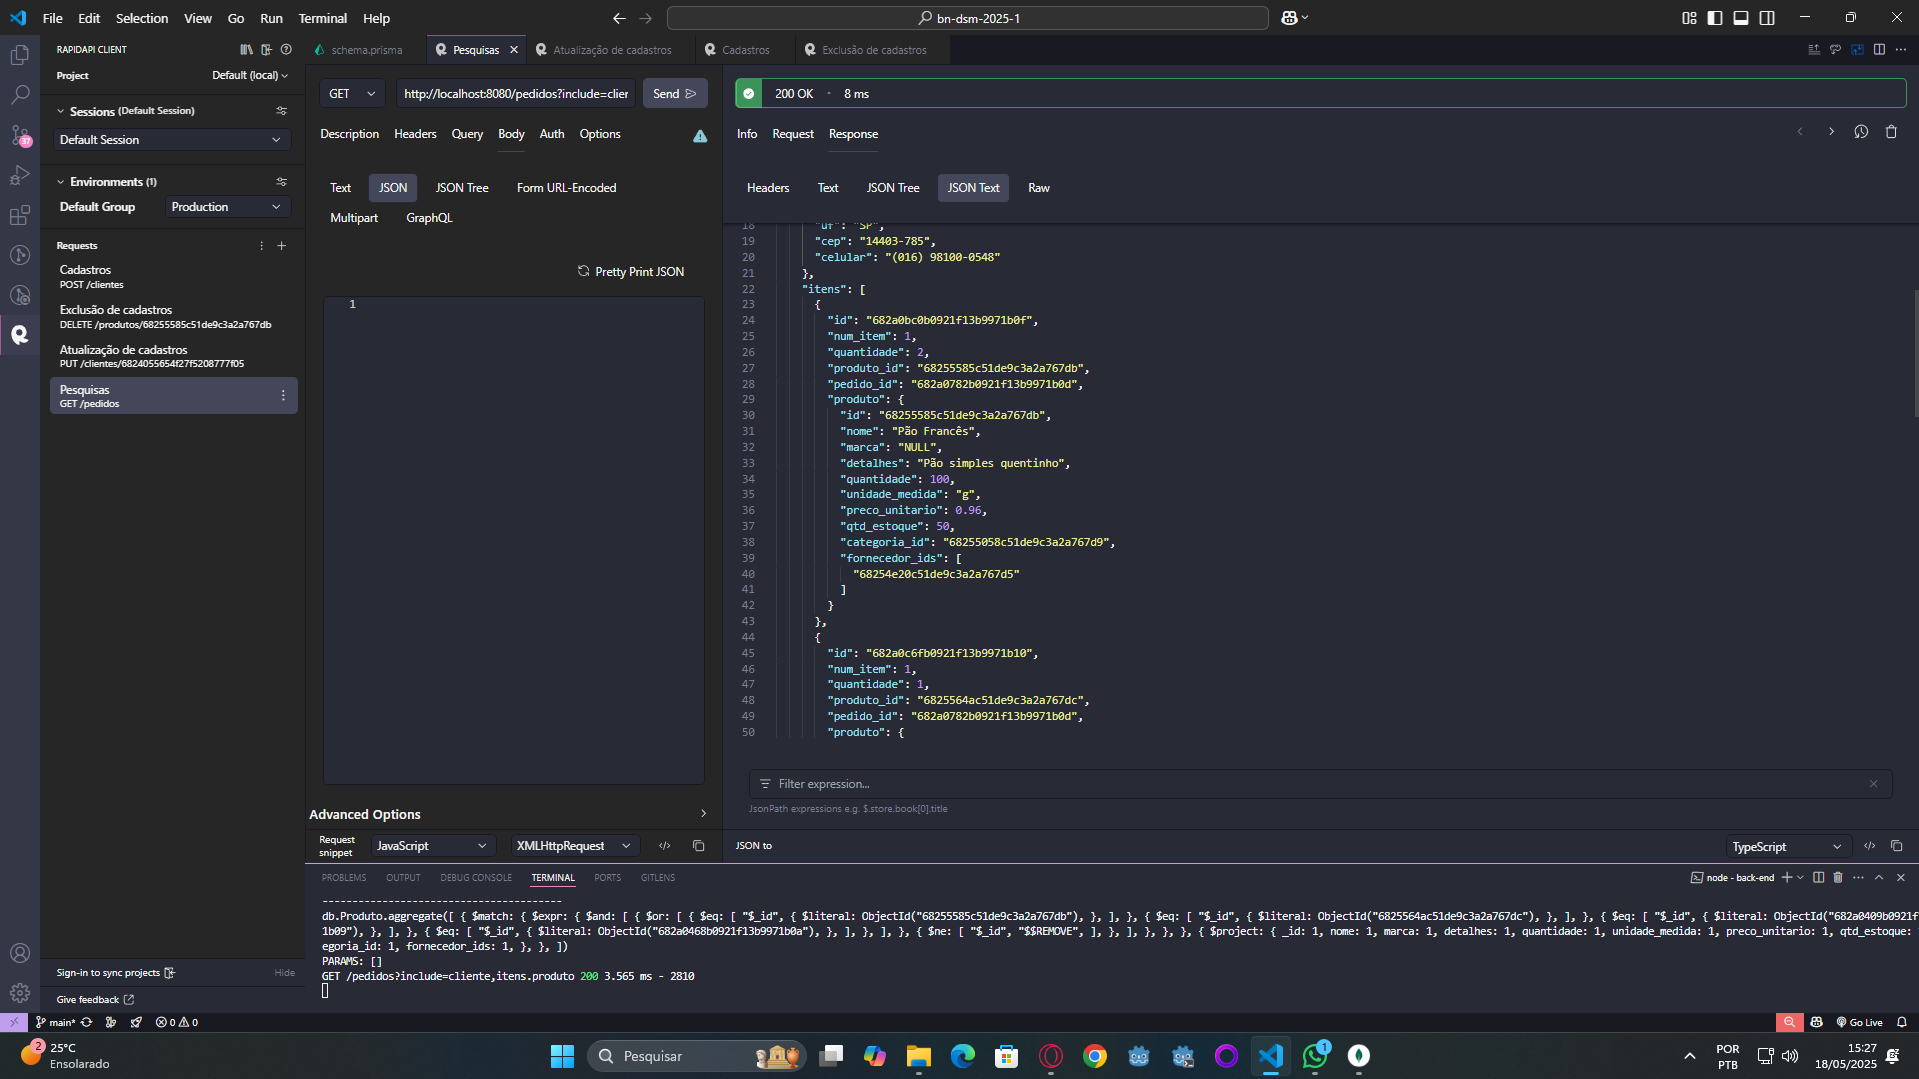 File Edit Selection View Go Run Terminal Help
bn-dsm-2025-1
RAPIDAPI CLIENT
Project Default (local)
Sessions (Default Session)
Default Session
Environments (1)
Default Group Production
Requests
Cadastros
POST /clientes
Exclusão de cadastros
DELETE /produtos/68255585c51de9c3a2a767db
Atualização de cadastros
PUT /clientes/6824055654f27f5208777f05
Pesquisas
GET /pedidos
37
Sign-in to sync projects Hide
Give feedback
schema.prisma Pesquisas Atualização de cadastros Cadastros Exclusão de cadastros
GET http://localhost:8080/pedidos?include=clier Send
Description Headers Query Body Auth Options
Text JSON JSON Tree Form URL-Encoded
Multipart GraphQL
Pretty Print JSON
1
Advanced Options
Request snippet JavaScript XMLHttpRequest
200 OK • 8 ms
Info Request Response
Headers Text JSON Tree JSON Text Raw
18 "uf": "SP",
19 "cep": "14403-785",
20 "celular": "(016) 98100-0548"
21 },
22 "itens": [
23 {
24 "id": "682a0bc0b0921f13b9971b0f",
25 "num_item": 1,
26 "quantidade": 2,
27 "produto_id": "68255585c51de9c3a2a767db",
28 "pedido_id": "682a0782b0921f13b9971b0d",
29 "produto": {
30 "id": "68255585c51de9c3a2a767db",
31 "nome": "Pão Francês",
32 "marca": "NULL",
33 "detalhes": "Pão simples quentinho",
34 "quantidade": 100,
35 "unidade_medida": "g",
36 "preco_unitario": 0.96,
37 "qtd_estoque": 50,
38 "categoria_id": "68255058c51de9c3a2a767d9",
39 "fornecedor_ids": [
40 "68254e20c51de9c3a2a767d5"
41 ]
42 }
43 },
44 {
45 "id": "682a0c6fb0921f13b9971b10",
46 "num_item": 1,
47 "quantidade": 1,
48 "produto_id": "6825564ac51de9c3a2a767dc",
49 "pedido_id": "682a0782b0921f13b9971b0d",
50 "produto": {
Filter expression...
JsonPath expressions e.g. $.store.book[0].title
JSON to TypeScript
PROBLEMS OUTPUT DEBUG CONSOLE TERMINAL PORTS GITLENS
node - back-end
----------------------------------------
db.Produto.aggregate([ { $match: { $expr: { $and: [ { $or: [ { $eq: [ "$_id", { $literal: ObjectId("68255585c51de9c3a2a767db"), }, ], }, { $eq: [ "$_id", { $literal: ObjectId("6825564ac51de9c3a2a767dc"), }, ], }, { $eq: [ "$_id", { $literal: ObjectId("682a0409b0921f
1b09"), }, ], }, { $eq: [ "$_id", { $literal: ObjectId("682a0468b0921f13b9971b0a"), }, ], }, ], }, { $ne: [ "$_id", "$$REMOVE", ], }, ], }, }, }, { $project: { _id: 1, nome: 1, marca: 1, detalhes: 1, quantidade: 1, unidade_medida: 1, preco_unitario: 1, qtd_estoque:
egoria_id: 1, fornecedor_ids: 1, }, }, ])
PARAMS: []
GET /pedidos?include=cliente,itens.produto 200 3.565 ms - 2810
main* 0 0 Go Live
2
25°C
Ensolarado
Pesquisar
1
POR
PTB
15:27
18/05/2025